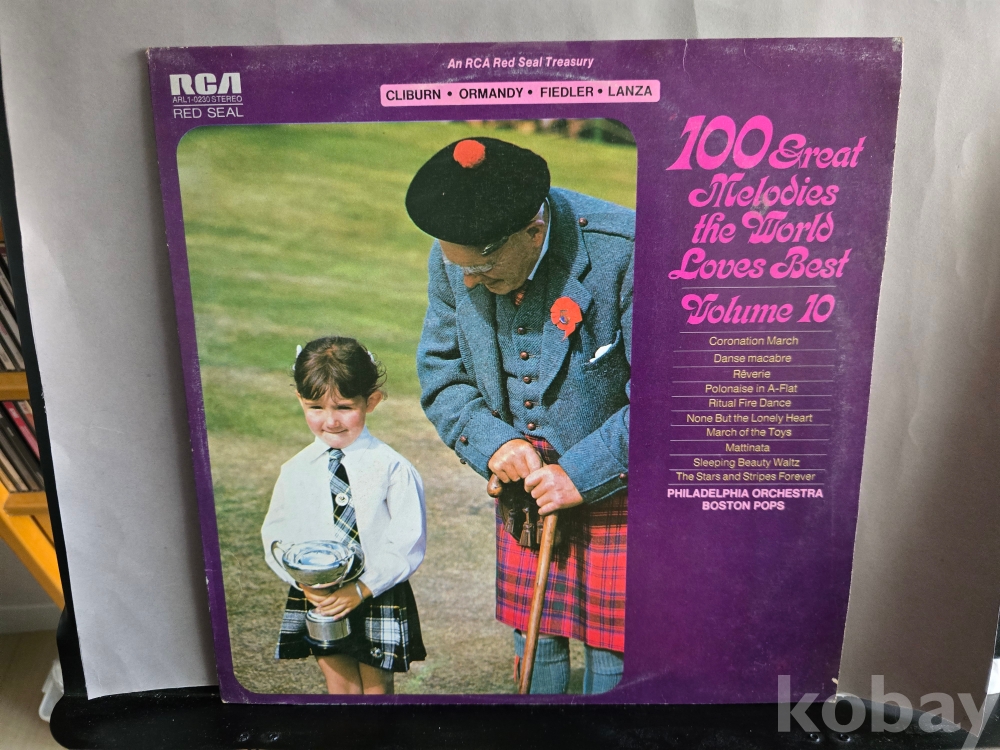 An RCA Red Seal Treasury
CLIBURN • ORMANDY • FIEDLER • LANZA
RCA
ARL1-0230 STEREO
RED SEAL
100 Great
Melodies
the World
Loves Best
Volume 10
Coronation March
Danse macabre
Rêverie
Polonaise in A-Flat
Ritual Fire Dance
None But the Lonely Heart
March of the Toys
Mattinata
Sleeping Beauty Waltz
The Stars and Stripes Forever
PHILADELPHIA ORCHESTRA
BOSTON POPS
kobay